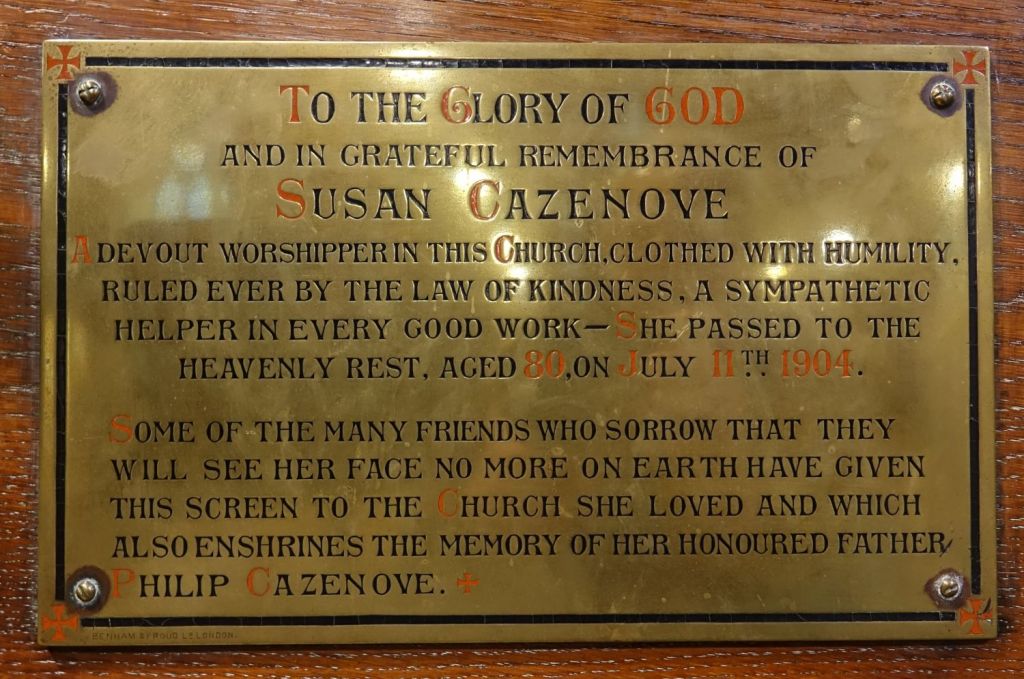 TO THE GLORY OF GOD
AND IN GRATEFUL REMEMBRANCE OF
SUSAN CAZENOVE
A DEVOUT WORSHIPPER IN THIS CHURCH, CLOTHED WITH HUMILITY,
RULED EVER BY THE LAW OF KINDNESS, A SYMPATHETIC
HELPER IN EVERY GOOD WORK — SHE PASSED TO THE
HEAVENLY REST, AGED 80, ON JULY 11TH 1904.
SOME OF THE MANY FRIENDS WHO SORROW THAT THEY
WILL SEE HER FACE NO MORE ON EARTH HAVE GIVEN
THIS SCREEN TO THE CHURCH SHE LOVED AND WHICH
ALSO ENSHRINES THE MEMORY OF HER HONOURED FATHER
PHILIP CAZENOVE.
BENHAM & FROUD LD LONDON.